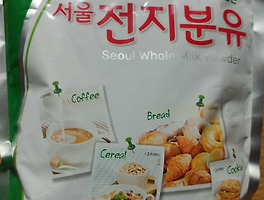 서울 전지분유
Seoul Whole Milk Powder
Coffee
Bread
Cereal
Cookie